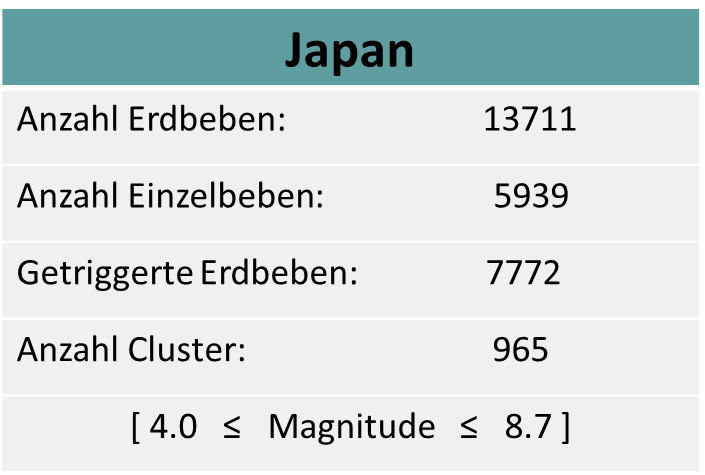 Japan
Anzahl Erdbeben: 13711
Anzahl Einzelbeben: 5939
Getriggerte Erdbeben: 7772
Anzahl Cluster: 965
[ 4.0 ≤ Magnitude ≤ 8.7 ]